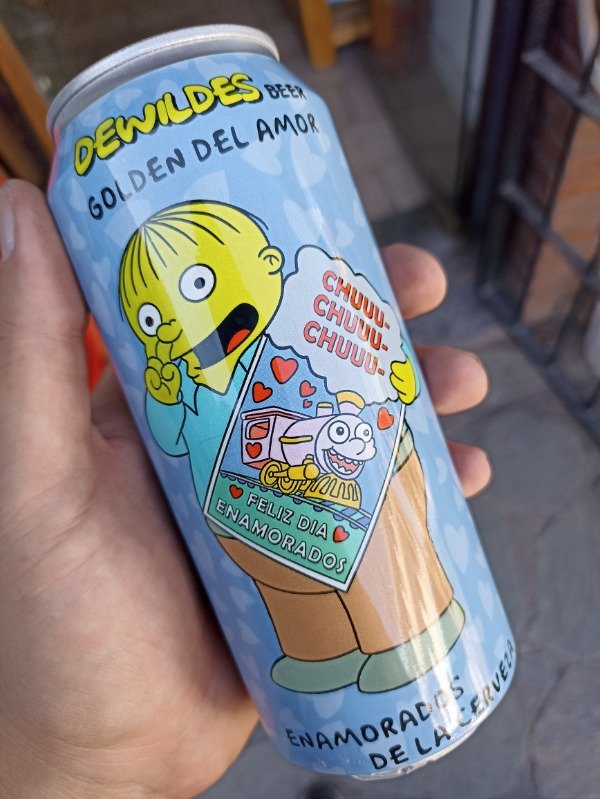 DEWILDES BEER
GOLDEN DEL AMOR
CHUUU-
CHUUU-
CHUUU-
FELIZ DIA
ENAMORADOS
ENAMORADOS
DE LA CERVEZA